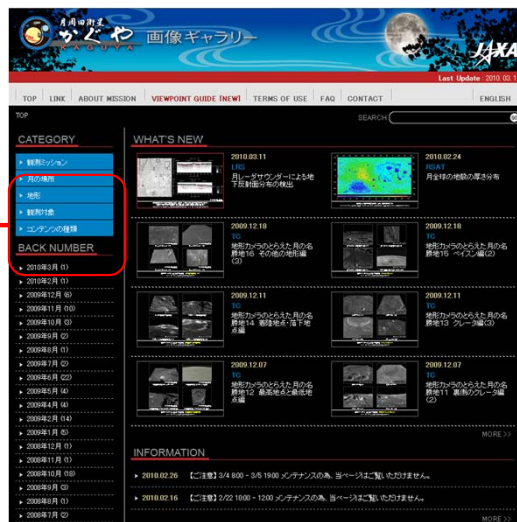 月周回衛星
かぐや
KAGUYA
画像ギャラリー
JAXA
Last Update : 2010. 03. 1
TOP LINK ABOUT MISSION VIEWPOINT GUIDE [NEW] TERMS OF USE FAQ CONTACT ENGLISH
TOP
SEARCH
CATEGORY
観測ミッション
月の場所
地形
観測対象
コンテンツの種類
BACK NUMBER
2010年3月 (1)
2010年2月 (1)
2009年12月 (6)
2009年11月 (10)
2009年10月 (3)
2009年9月 (2)
2009年8月 (1)
2009年7月 (2)
2009年6月 (22)
2009年5月 (4)
2009年4月 (4)
2009年2月 (14)
2009年1月 (5)
2008年12月 (1)
2008年11月 (1)
2008年10月 (18)
2008年9月 (3)
2008年8月 (1)
2008年7月 (2)
WHAT'S NEW
2010.03.11
LRS
月レーダサウンダーによる地
下反射面分布の検出
2010.02.24
RSAT
月全球の地殻の厚さ分布
2009.12.18
TC
地形カメラのとらえた月の名
勝地16 その他の地形編
(3)
2009.12.18
TC
地形カメラのとらえた月の名
勝地15 ベイスン編(2)
2009.12.11
TC
地形カメラのとらえた月の名
勝地14 着陸地点・落下地
点編
2009.12.11
TC
地形カメラのとらえた月の名
勝地13 クレータ編(3)
2009.12.07
TC
地形カメラのとらえた月の名
勝地12 最高地点と最低地
点編
2009.12.07
TC
地形カメラのとらえた月の名
勝地11 裏側のクレータ編
(2)
MORE >>
INFORMATION
2010.02.26 【ご注意】3/4 800 - 3/5 1900 メンテナンスの為、当ページはご覧いただけません。
2010.02.16 【ご注意】2/22 1000 - 1200 メンテナンスの為、当ページはご覧いただけません。
MORE >>